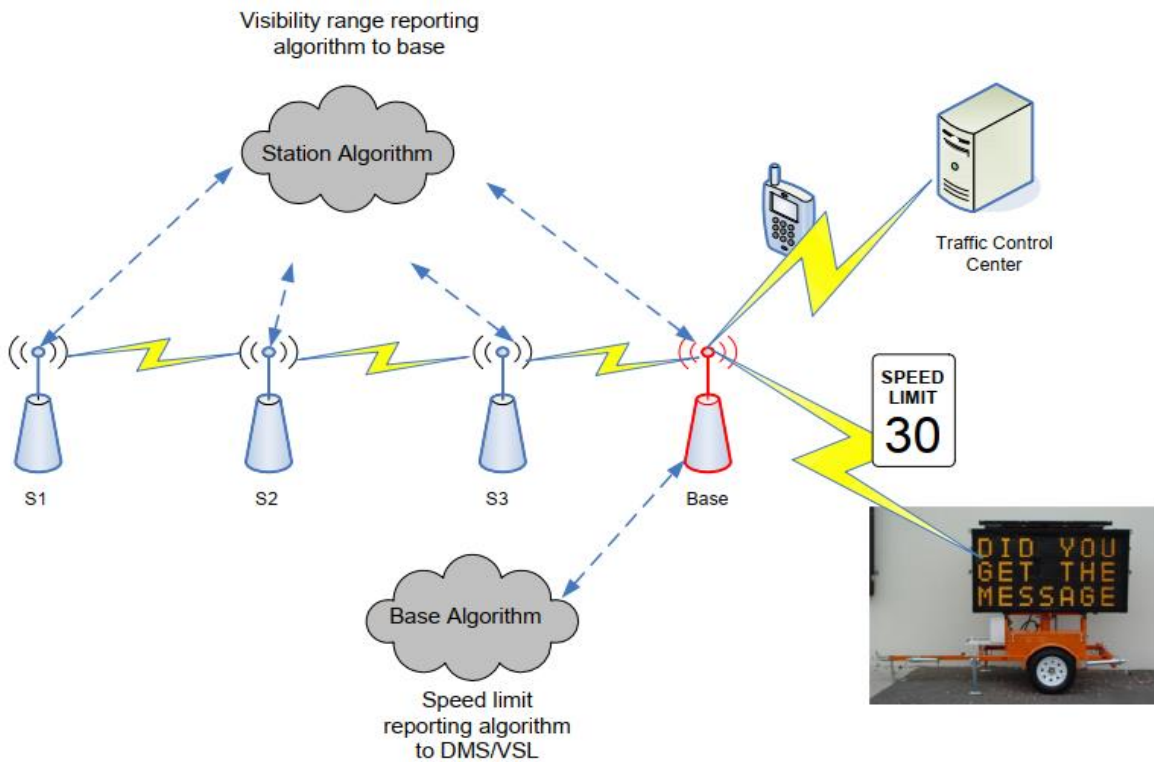 Visibility range reporting
algorithm to base
Station Algorithm
Traffic Control
Center
SPEED
LIMIT
30
S1
S2
S3
Base
DID YOU
GET THE
MESSAGE
Base Algorithm
Speed limit
reporting algorithm
to DMS/VSL